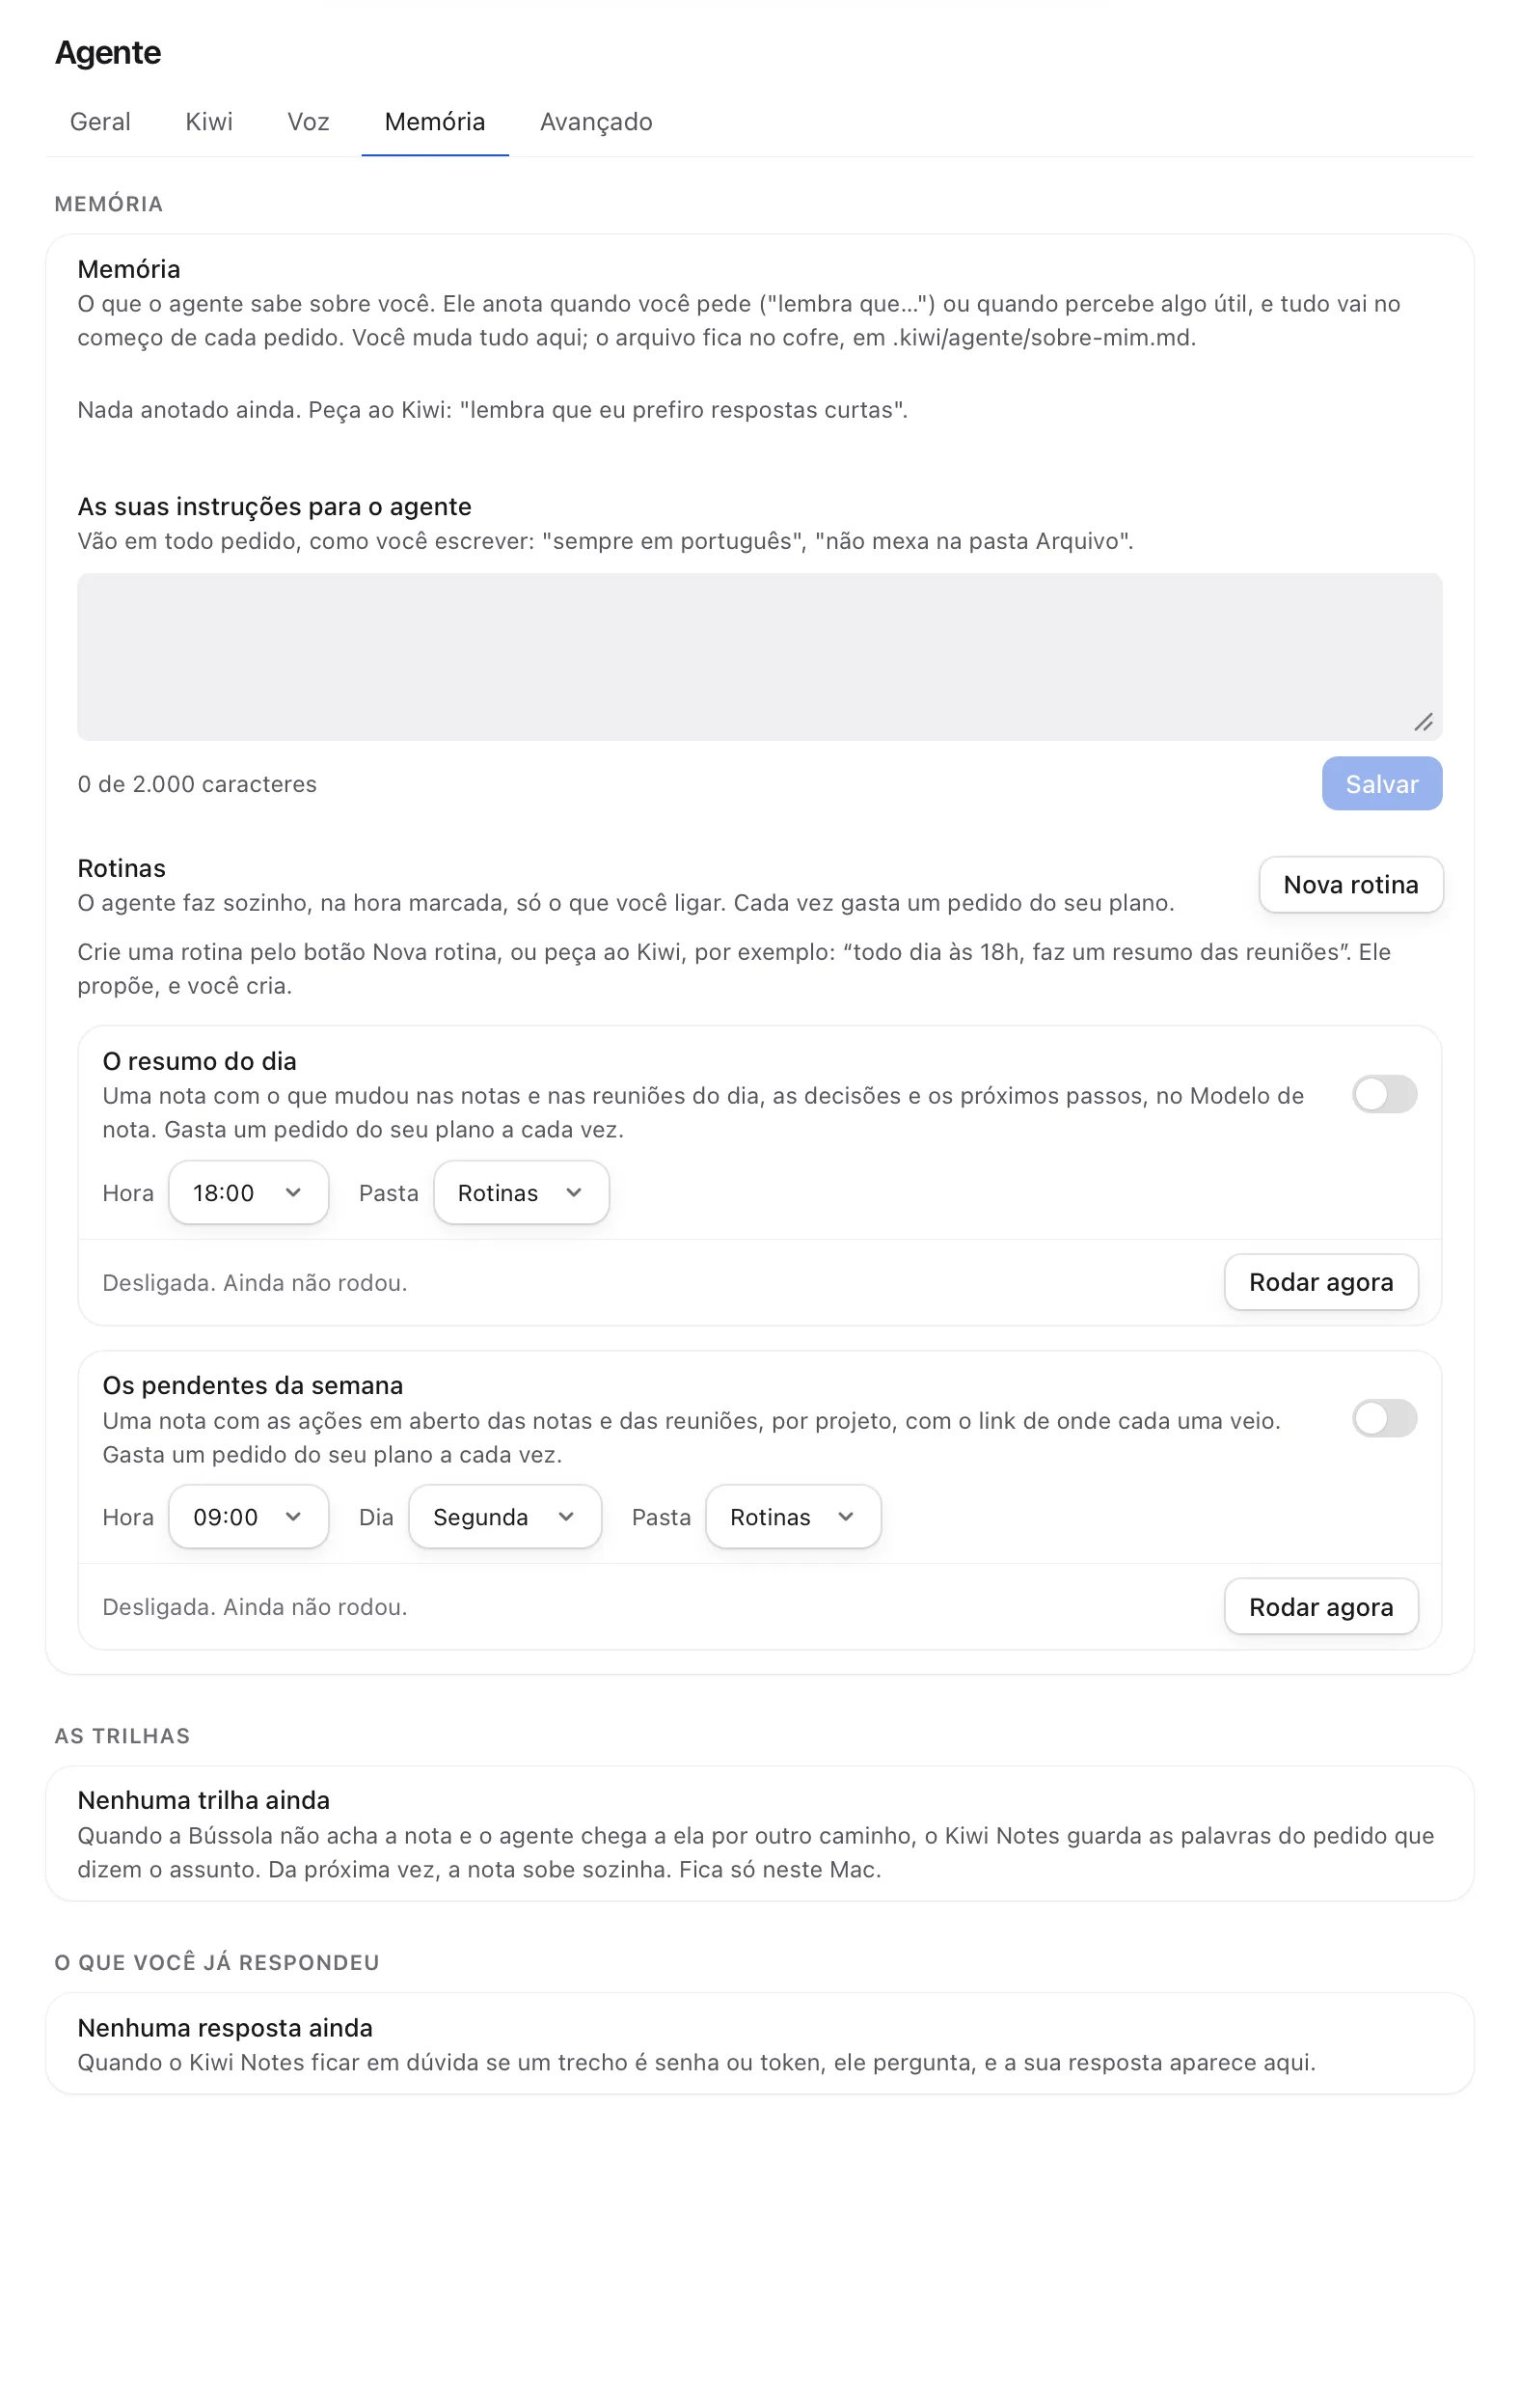 Agente
Geral
Kiwi
Voz
Memória
Avançado
MEMÓRIA
Memória
O que o agente sabe sobre você. Ele anota quando você pede ("lembra que...") ou quando percebe algo útil, e tudo vai no
começo de cada pedido. Você muda tudo aqui; o arquivo fica no cofre, em .kiwi/agente/sobre-mim.md.
Nada anotado ainda. Peça ao Kiwi: "lembra que eu prefiro respostas curtas".
As suas instruções para o agente
Vão em todo pedido, como você escrever: "sempre em português", "não mexa na pasta Arquivo".
0 de 2.000 caracteres
Salvar
Rotinas
Nova rotina
O agente faz sozinho, na hora marcada, só o que você ligar. Cada vez gasta um pedido do seu plano.
Crie uma rotina pelo botão Nova rotina, ou peça ao Kiwi, por exemplo: “todo dia às 18h, faz um resumo das reuniões”. Ele
propõe, e você cria.
O resumo do dia
Uma nota com o que mudou nas notas e nas reuniões do dia, as decisões e os próximos passos, no Modelo de
nota. Gasta um pedido do seu plano a cada vez.
Hora 18:00 Pasta Rotinas
Desligada. Ainda não rodou.
Rodar agora
Os pendentes da semana
Uma nota com as ações em aberto das notas e das reuniões, por projeto, com o link de onde cada uma veio.
Gasta um pedido do seu plano a cada vez.
Hora 09:00 Dia Segunda Pasta Rotinas
Desligada. Ainda não rodou.
Rodar agora
AS TRILHAS
Nenhuma trilha ainda
Quando a Bússola não acha a nota e o agente chega a ela por outro caminho, o Kiwi Notes guarda as palavras do pedido que
dizem o assunto. Da próxima vez, a nota sobe sozinha. Fica só neste Mac.
O QUE VOCÊ JÁ RESPONDEU
Nenhuma resposta ainda
Quando o Kiwi Notes ficar em dúvida se um trecho é senha ou token, ele pergunta, e a sua resposta aparece aqui.